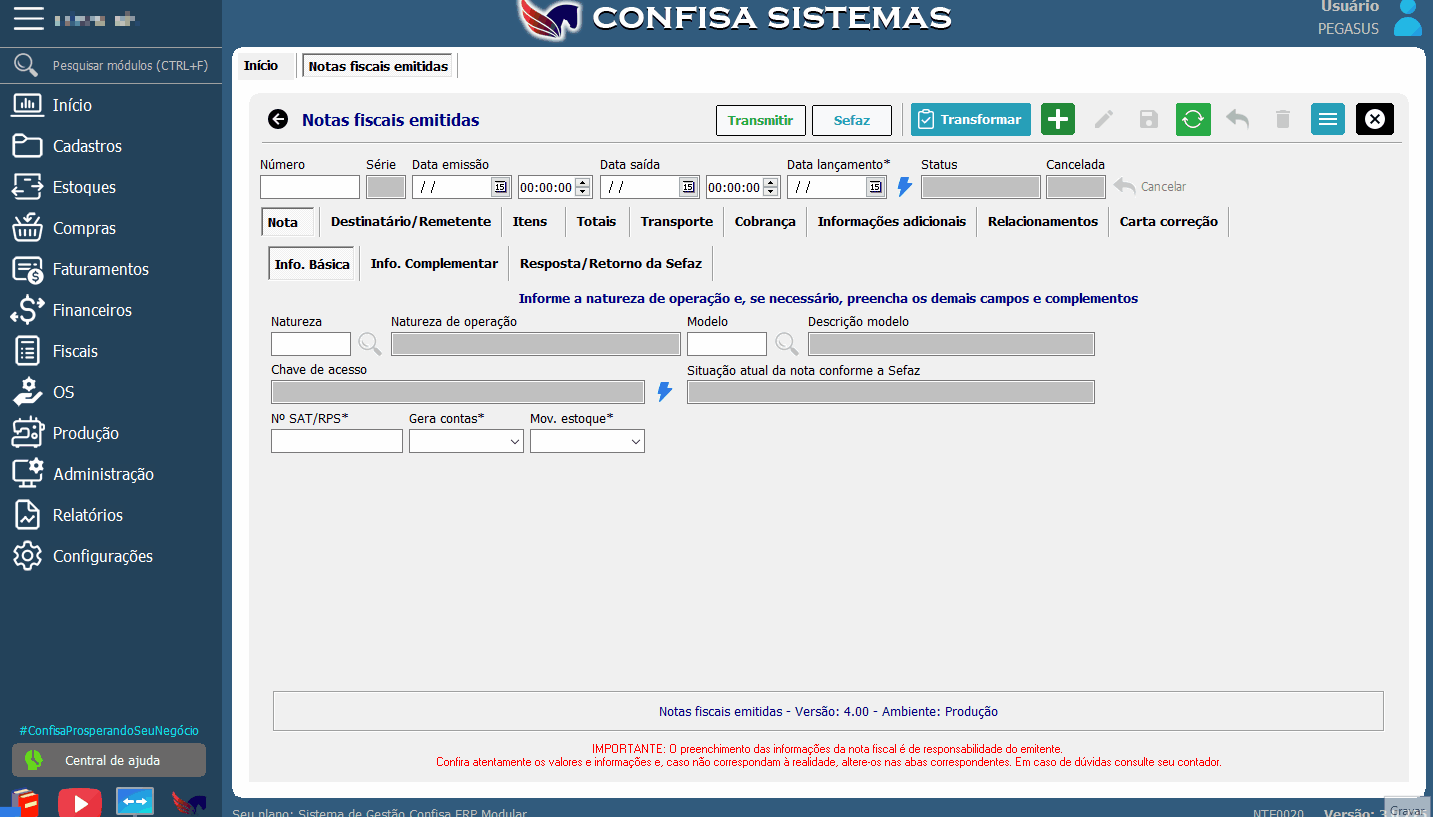 CONFISA SISTEMAS
Usuário
PEGASUS
Pesquisar módulos (CTRL+F)
Início
Cadastros
Estoques
Compras
Faturamentos
Financeiros
Fiscais
OS
Produção
Administração
Relatórios
Configurações
#ConfisaProsperandoSeuNegócio
Central de ajuda
Início
Notas fiscais emitidas
Notas fiscais emitidas
Transmitir
Sefaz
Transformar
Número
Série
Data emissão
Data saída
Data lançamento*
Status
Cancelada
/ /
15
00:00:00
/ /
15
00:00:00
/ /
15
Cancelar
Nota
Destinatário/Remetente
Itens
Totais
Transporte
Cobrança
Informações adicionais
Relacionamentos
Carta correção
Info. Básica
Info. Complementar
Resposta/Retorno da Sefaz
Informe a natureza de operação e, se necessário, preencha os demais campos e complementos
Natureza
Natureza de operação
Modelo
Descrição modelo
Chave de acesso
Situação atual da nota conforme a Sefaz
Nº SAT/RPS*
Gera contas*
Mov. estoque*
Notas fiscais emitidas - Versão: 4.00 - Ambiente: Produção
IMPORTANTE: O preenchimento das informações da nota fiscal é de responsabilidade do emitente.
Confira atentamente os valores e informações e, caso não correspondam à realidade, altere-os nas abas correspondentes. Em caso de dúvidas consulte seu contador.
Seu plano: Sistema de Gestão Confisa ERP Modular
NTF0020
Versão:
Gravar